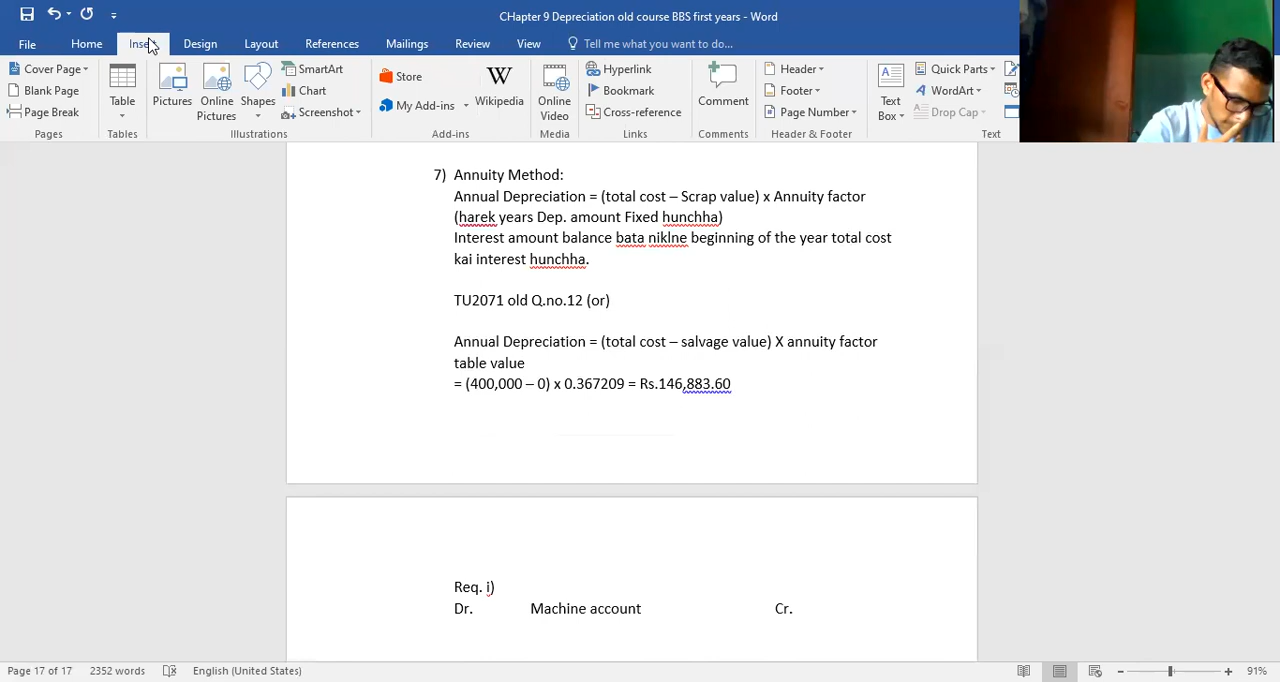 CHapter 9 Depreciation old course BBS first years - Word
File Home Insert Design Layout References Mailings Review View Tell me what you want to do...
Cover Page
Blank Page
Page Break
Pages
Table
Tables
Pictures
Online Pictures
Shapes
SmartArt
Chart
Screenshot
Illustrations
Store
My Add-ins
Wikipedia
Add-ins
Online Video
Media
Hyperlink
Bookmark
Cross-reference
Links
Comment
Comments
Header
Footer
Page Number
Header & Footer
Text Box
Quick Parts
WordArt
Drop Cap
Text
7) Annuity Method:
Annual Depreciation = (total cost – Scrap value) x Annuity factor
(harek years Dep. amount Fixed hunchha)
Interest amount balance bata niklne beginning of the year total cost
kai interest hunchha.
TU2071 old Q.no.12 (or)
Annual Depreciation = (total cost – salvage value) X annuity factor
table value
= (400,000 – 0) x 0.367209 = Rs.146,883.60
Req. i)
Dr. Machine account Cr.
Page 17 of 17 2352 words English (United States) 91%